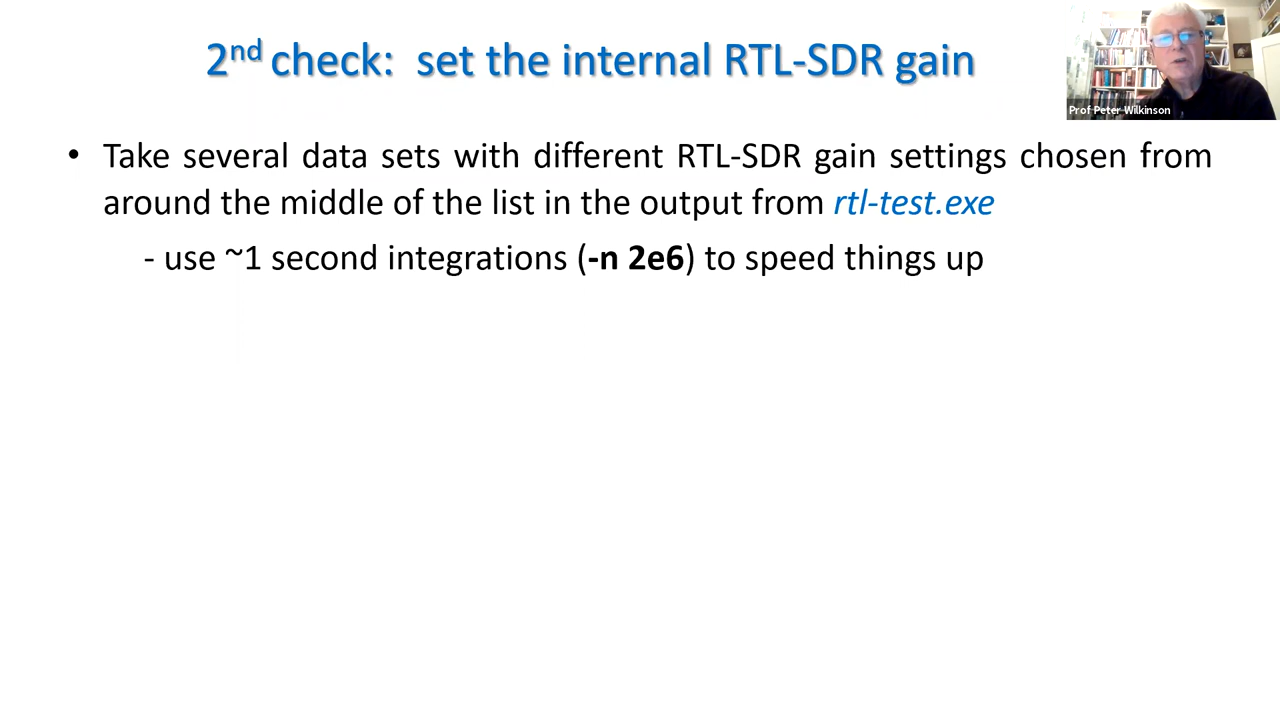 2nd check: set the internal RTL-SDR gain
Prof Peter Wilkinson
• Take several data sets with different RTL-SDR gain settings chosen from
around the middle of the list in the output from rtl-test.exe
- use ~1 second integrations (-n 2e6) to speed things up